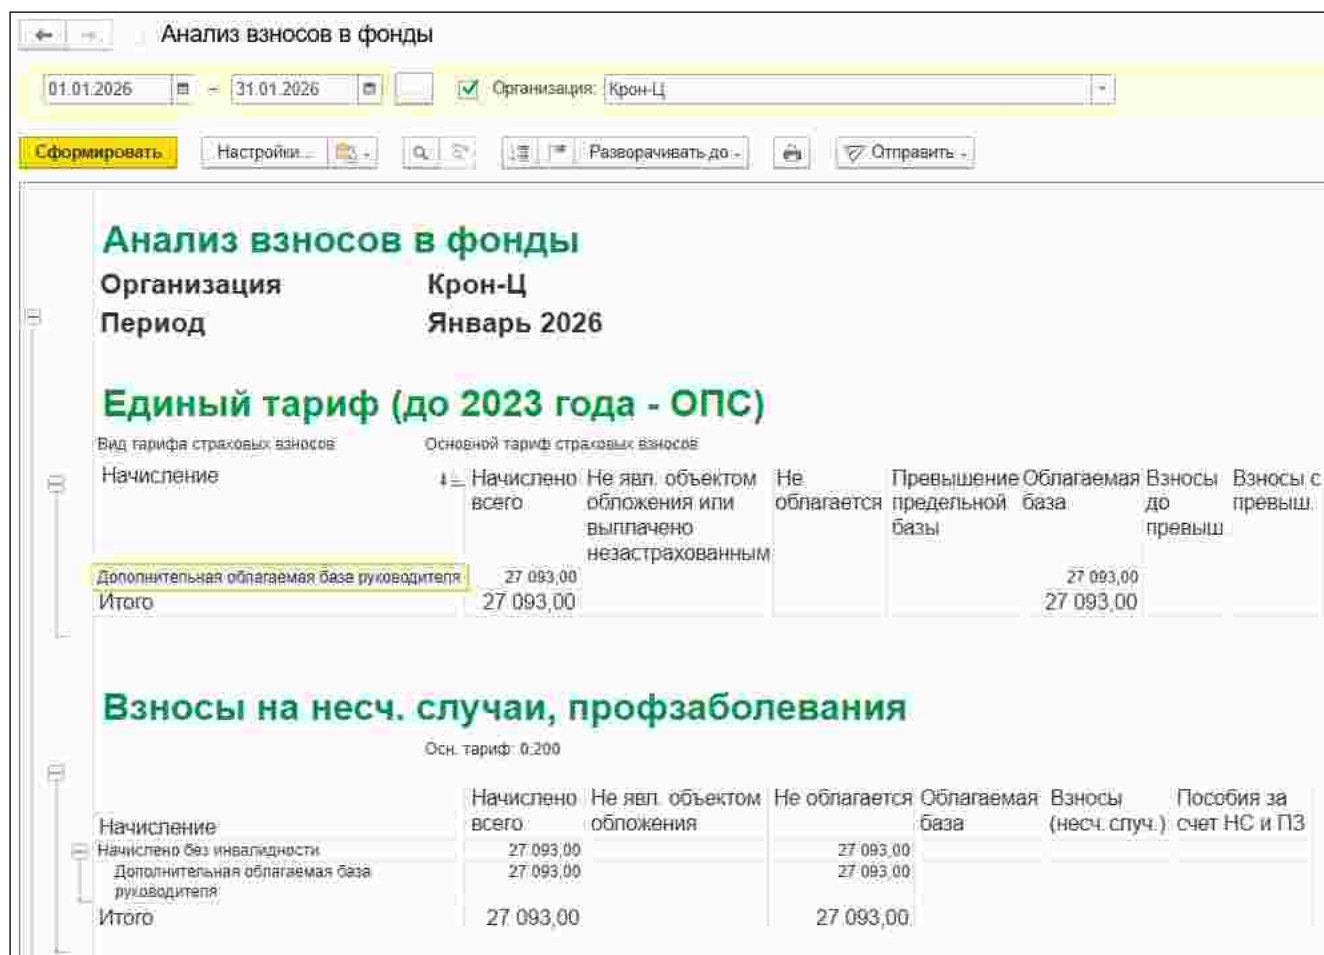 Анализ взносов в фонды
01.01.2026 – 31.01.2026 Организация: Крон-Ц
Сформировать Настройки... Разворачивать до Отправить
Анализ взносов в фонды
Организация Крон-Ц
Период Январь 2026
Единый тариф (до 2023 года - ОПС)
Вид тарифа страховых взносов Основной тариф страховых взносов
Начисление Начислено Не явл. объектом Не Превышение Облагаемая Взносы Взносы с
всего обложения или облагается предельной база до превыш.
выплачено базы превыш.
незастрахованным
Дополнительная облагаемая база руководителя 27 093,00 27 093,00
Итого 27 093,00 27 093,00
Взносы на несч. случаи, профзаболевания
Осн. тариф: 0,200
Начислено Не явл. объектом Не облагается Облагаемая Взносы Пособия за
Начисление всего обложения база (несч. случ.) счет НС и ПЗ
Начислено без инвалидности 27 093,00 27 093,00
Дополнительная облагаемая база 27 093,00 27 093,00
руководителя
Итого 27 093,00 27 093,00